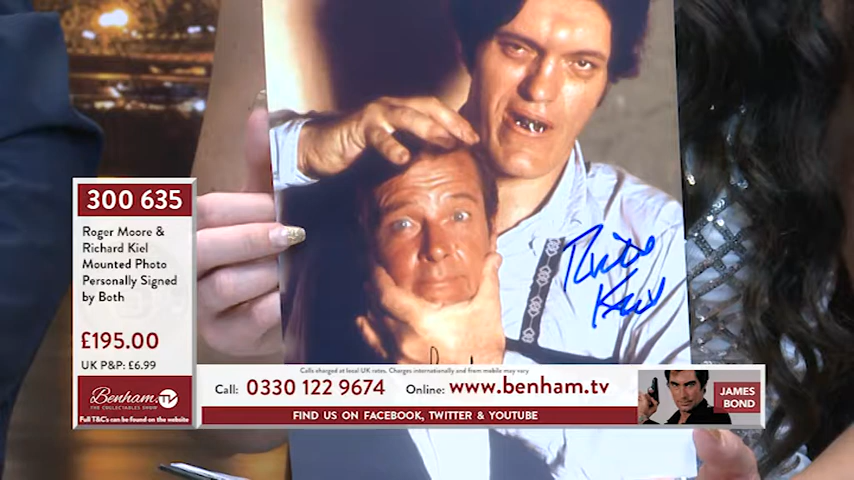 300 635
Roger Moore &
Richard Kiel
Mounted Photo
Personally Signed
by Both
£195.00
UK P&P: £6.99
Benham.TV
THE COLLECTABLES SHOW
Full T&C's can be found on the website
Richard Kiel
Calls charged at local UK rates. Charges internationally and from mobile may vary
Call: 0330 122 9674 Online: www.benham.tv
FIND US ON FACEBOOK, TWITTER & YOUTUBE
JAMES
BOND